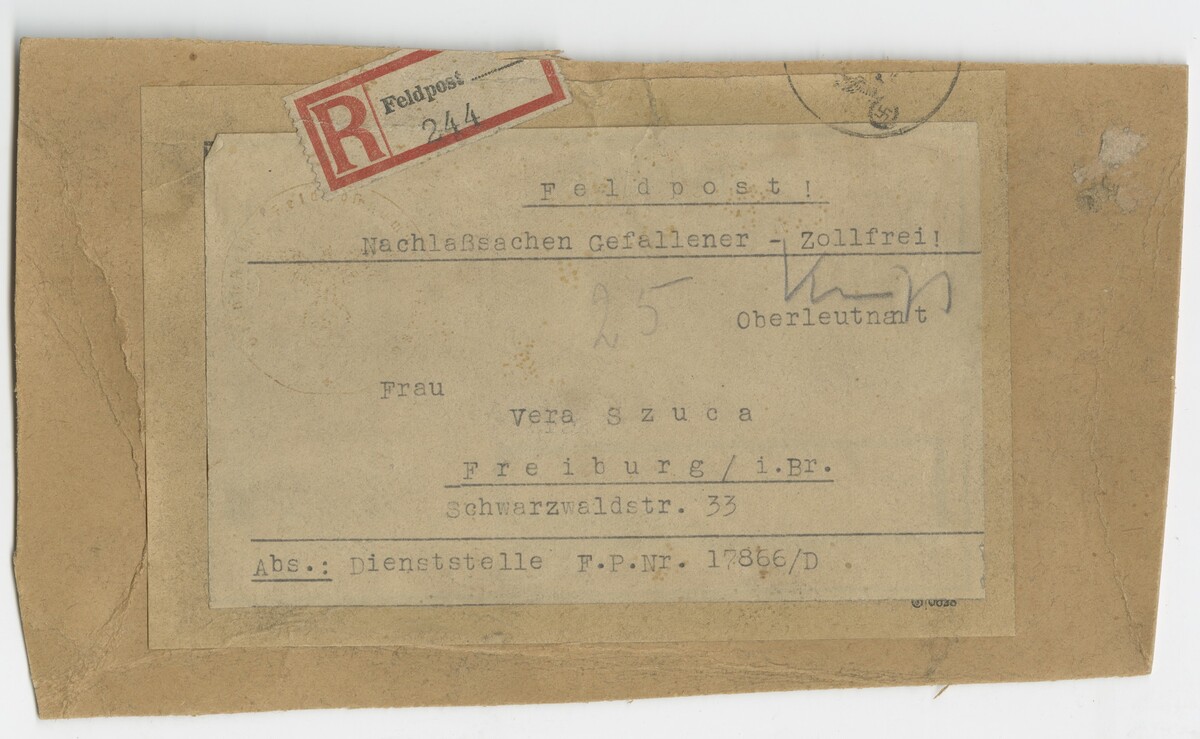 R Feldpost
244
Feldpost!
Nachlaßsachen Gefallener - Zollfrei!
25
Oberleutnant
Frau
Vera Szuca
Freiburg/i.Br.
Schwarzwaldstr. 33
Abs.: Dienststelle F.P.Nr. 17866/D